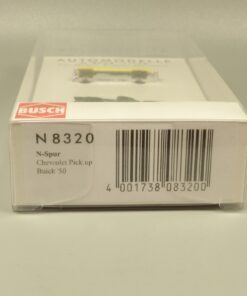 AUTOMODELLE
BUSCH
N 8320
N-Spur
Chevrolet Pick-up
Buick '50
4 001738 083200